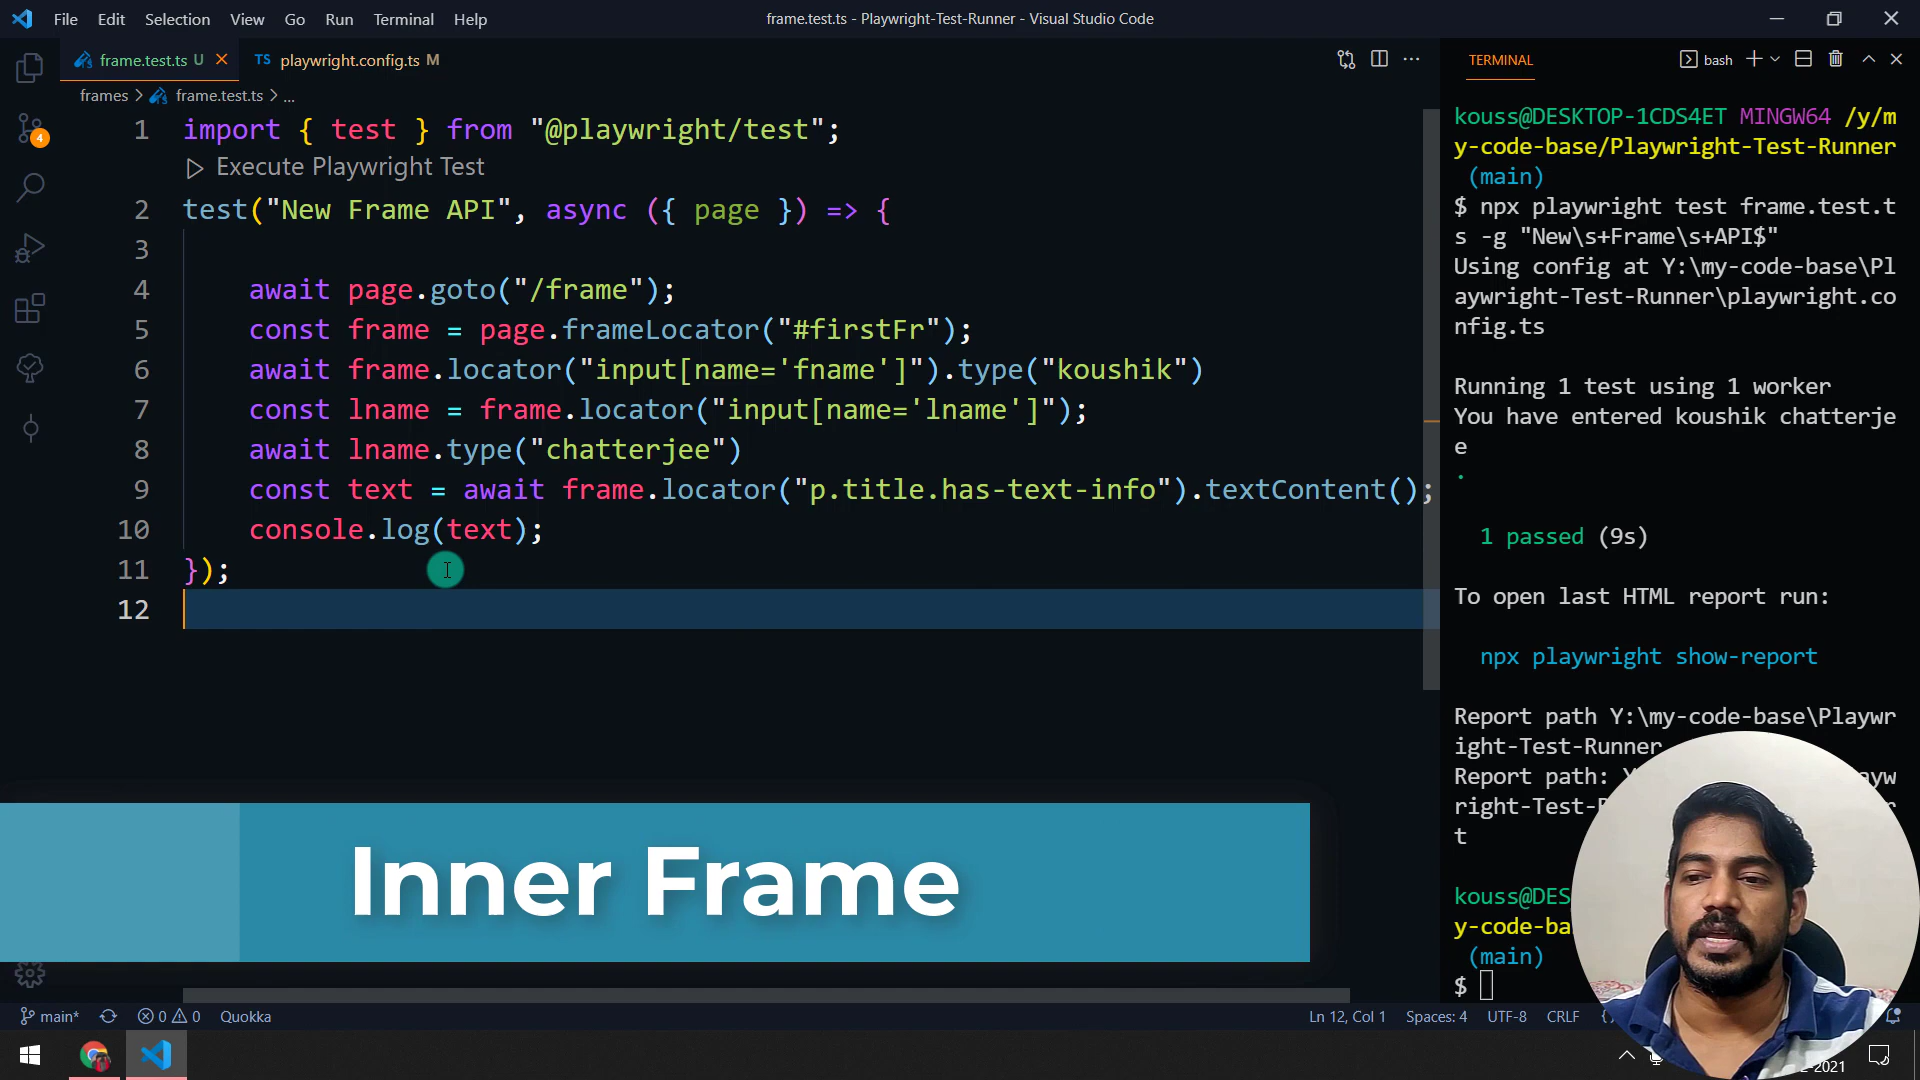 File Edit Selection View Go Run Terminal Help
frame.test.ts - Playwright-Test-Runner - Visual Studio Code
frame.test.ts U
TS playwright.config.ts M
frames > frame.test.ts > ...
1 import { test } from "@playwright/test";
Execute Playwright Test
2 test("New Frame API", async ({ page }) => {
3
4 await page.goto("/frame");
5 const frame = page.frameLocator("#firstFr");
6 await frame.locator("input[name='fname']").type("koushik")
7 const lname = frame.locator("input[name='lname']");
8 await lname.type("chatterjee")
9 const text = await frame.locator("p.title.has-text-info").textContent();
10 console.log(text);
11 });
12
4
Inner Frame
TERMINAL
bash
kouss@DESKTOP-1CDS4ET MINGW64 /y/m
y-code-base/Playwright-Test-Runner
(main)
$ npx playwright test frame.test.t
s -g "New\s+Frame\s+API$"
Using config at Y:\my-code-base\Pl
aywright-Test-Runner\playwright.co
nfig.ts
Running 1 test using 1 worker
You have entered koushik chatterje
e
·
1 passed (9s)
To open last HTML report run:
npx playwright show-report
Report path Y:\my-code-base\Playwr
ight-Test-Runner
Report path: Y ayw
right-Test-R r
t
kouss@DES
y-code-ba
(main)
$
main* 0 0 Quokka
Ln 12, Col 1 Spaces: 4 UTF-8 CRLF {
-2021